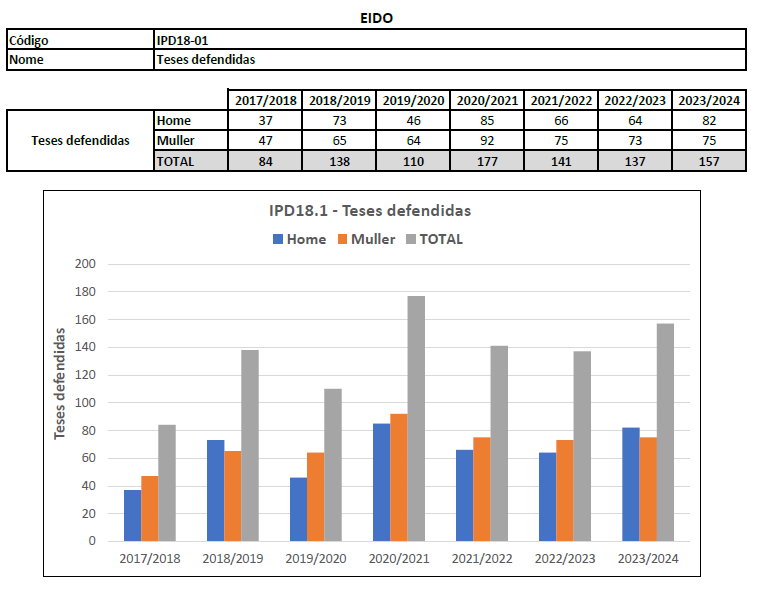 EIDO
Código IPD18-01
Nome Teses defendidas
2017/2018 2018/2019 2019/2020 2020/2021 2021/2022 2022/2023 2023/2024
Teses defendidas
Home 37 73 46 85 66 64 82
Muller 47 65 64 92 75 73 75
TOTAL 84 138 110 177 141 137 157
IPD18.1 - Teses defendidas
Home Muller TOTAL
Teses defendidas
200
180
160
140
120
100
80
60
40
20
0
2017/2018 2018/2019 2019/2020 2020/2021 2021/2022 2022/2023 2023/2024